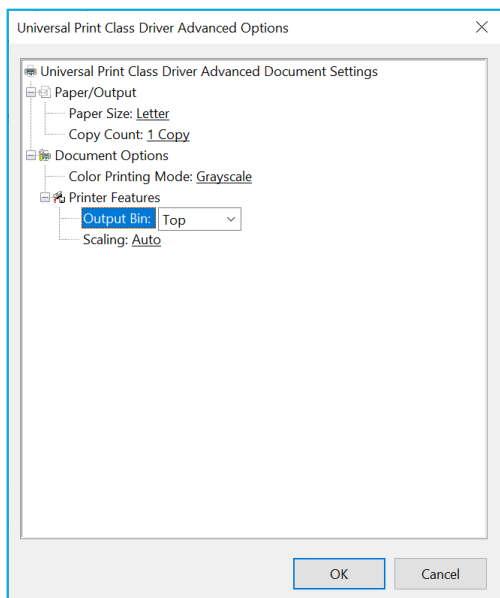 Universal Print Class Driver Advanced Options
Universal Print Class Driver Advanced Document Settings
Paper/Output
Paper Size: Letter
Copy Count: 1 Copy
Document Options
Color Printing Mode: Grayscale
Printer Features
Output Bin: Top
Scaling: Auto
OK Cancel